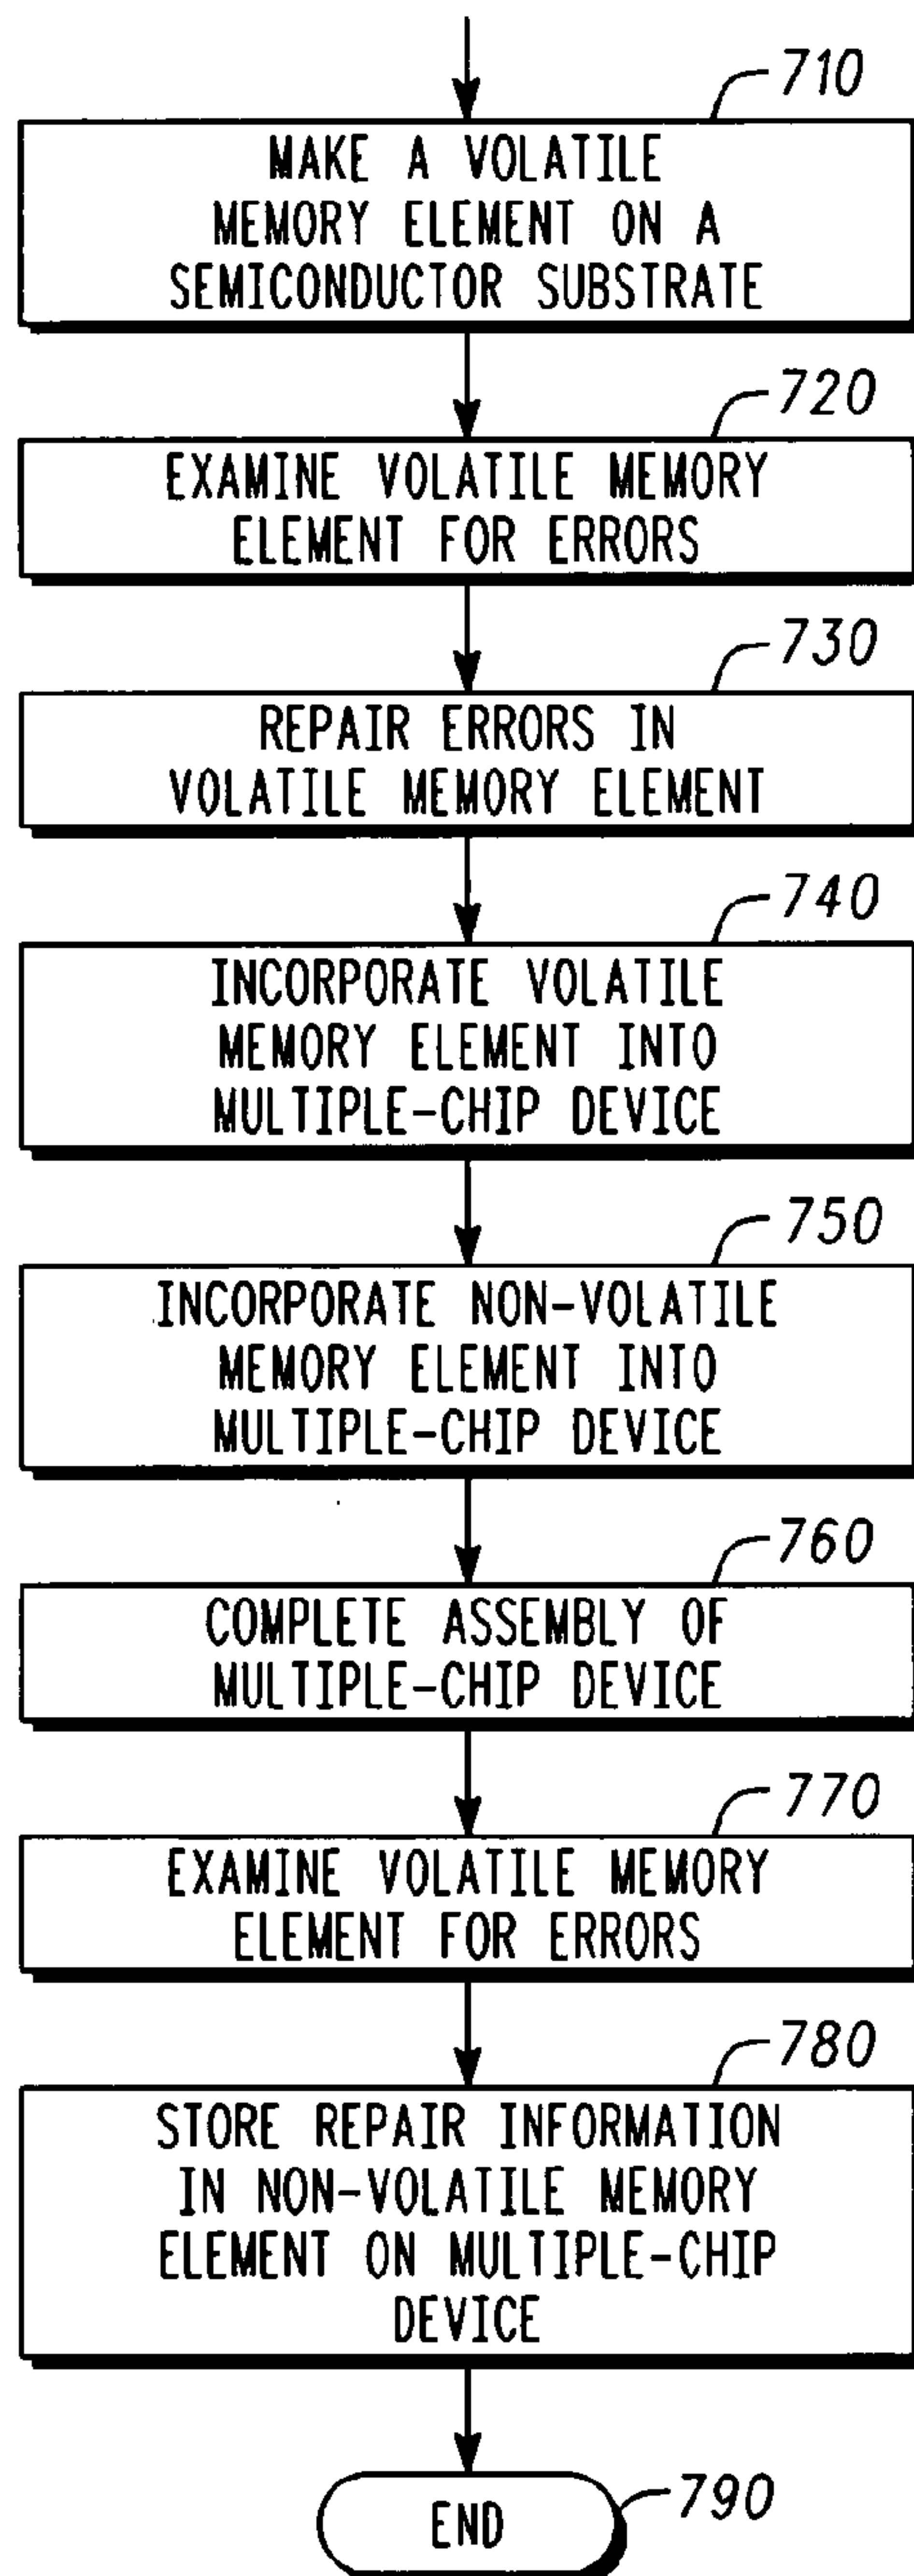 710
MAKE A VOLATILE
MEMORY ELEMENT ON A
SEMICONDUCTOR SUBSTRATE
720
EXAMINE VOLATILE MEMORY
ELEMENT FOR ERRORS
730
REPAIR ERRORS IN
VOLATILE MEMORY ELEMENT
740
INCORPORATE VOLATILE
MEMORY ELEMENT INTO
MULTIPLE-CHIP DEVICE
750
INCORPORATE NON-VOLATILE
MEMORY ELEMENT INTO
MULTIPLE-CHIP DEVICE
760
COMPLETE ASSEMBLY OF
MULTIPLE-CHIP DEVICE
770
EXAMINE VOLATILE MEMORY
ELEMENT FOR ERRORS
780
STORE REPAIR INFORMATION
IN NON-VOLATILE MEMORY
ELEMENT ON MULTIPLE-CHIP
DEVICE
END
790